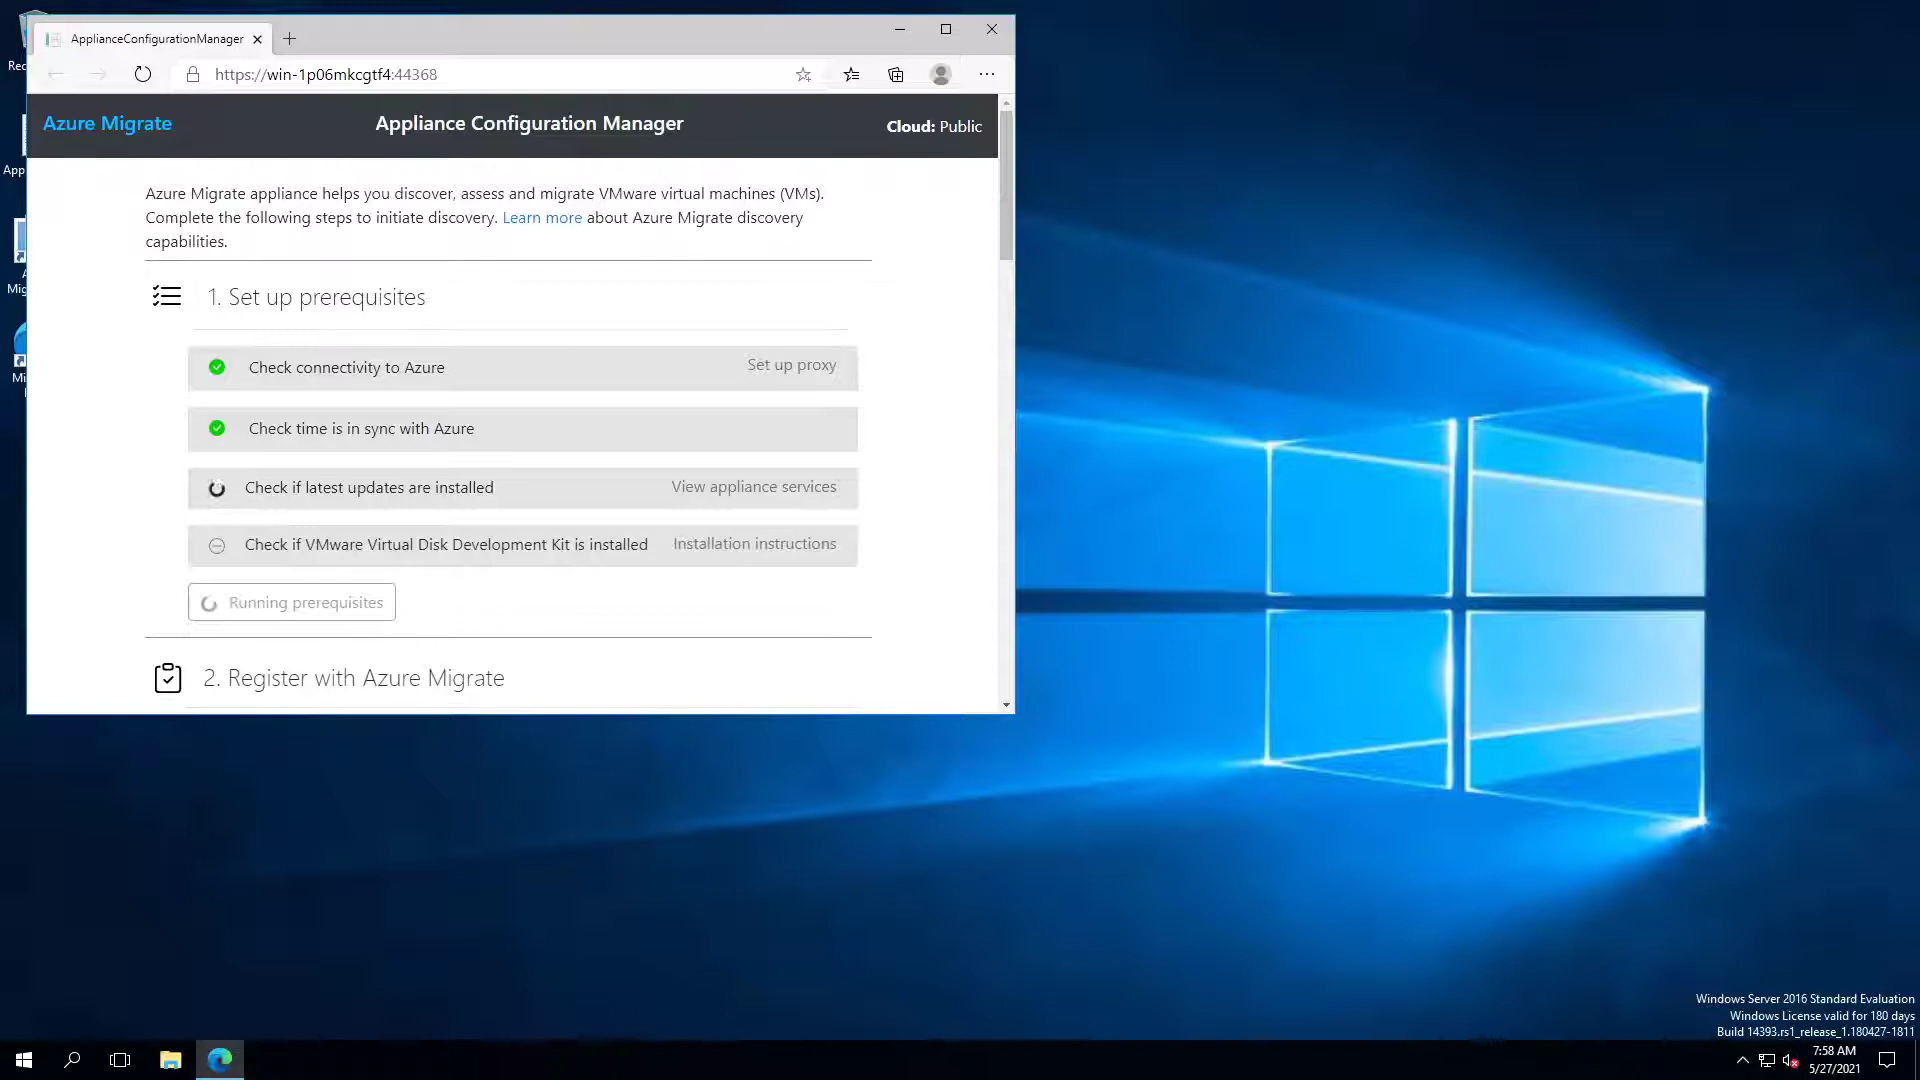 ApplianceConfigurationManager
https://win-1p06mkcgtf4:44368
Azure Migrate
Appliance Configuration Manager
Cloud: Public
Azure Migrate appliance helps you discover, assess and migrate VMware virtual machines (VMs).
Complete the following steps to initiate discovery. Learn more about Azure Migrate discovery
capabilities.
1. Set up prerequisites
Check connectivity to Azure
Set up proxy
Check time is in sync with Azure
Check if latest updates are installed
View appliance services
Check if VMware Virtual Disk Development Kit is installed
Installation instructions
Running prerequisites
2. Register with Azure Migrate
Rec
App
A
Mig
Mi
Windows Server 2016 Standard Evaluation
Windows License valid for 180 days
Build 14393.rs1_release_1.180427-1811
7:58 AM
5/27/2021